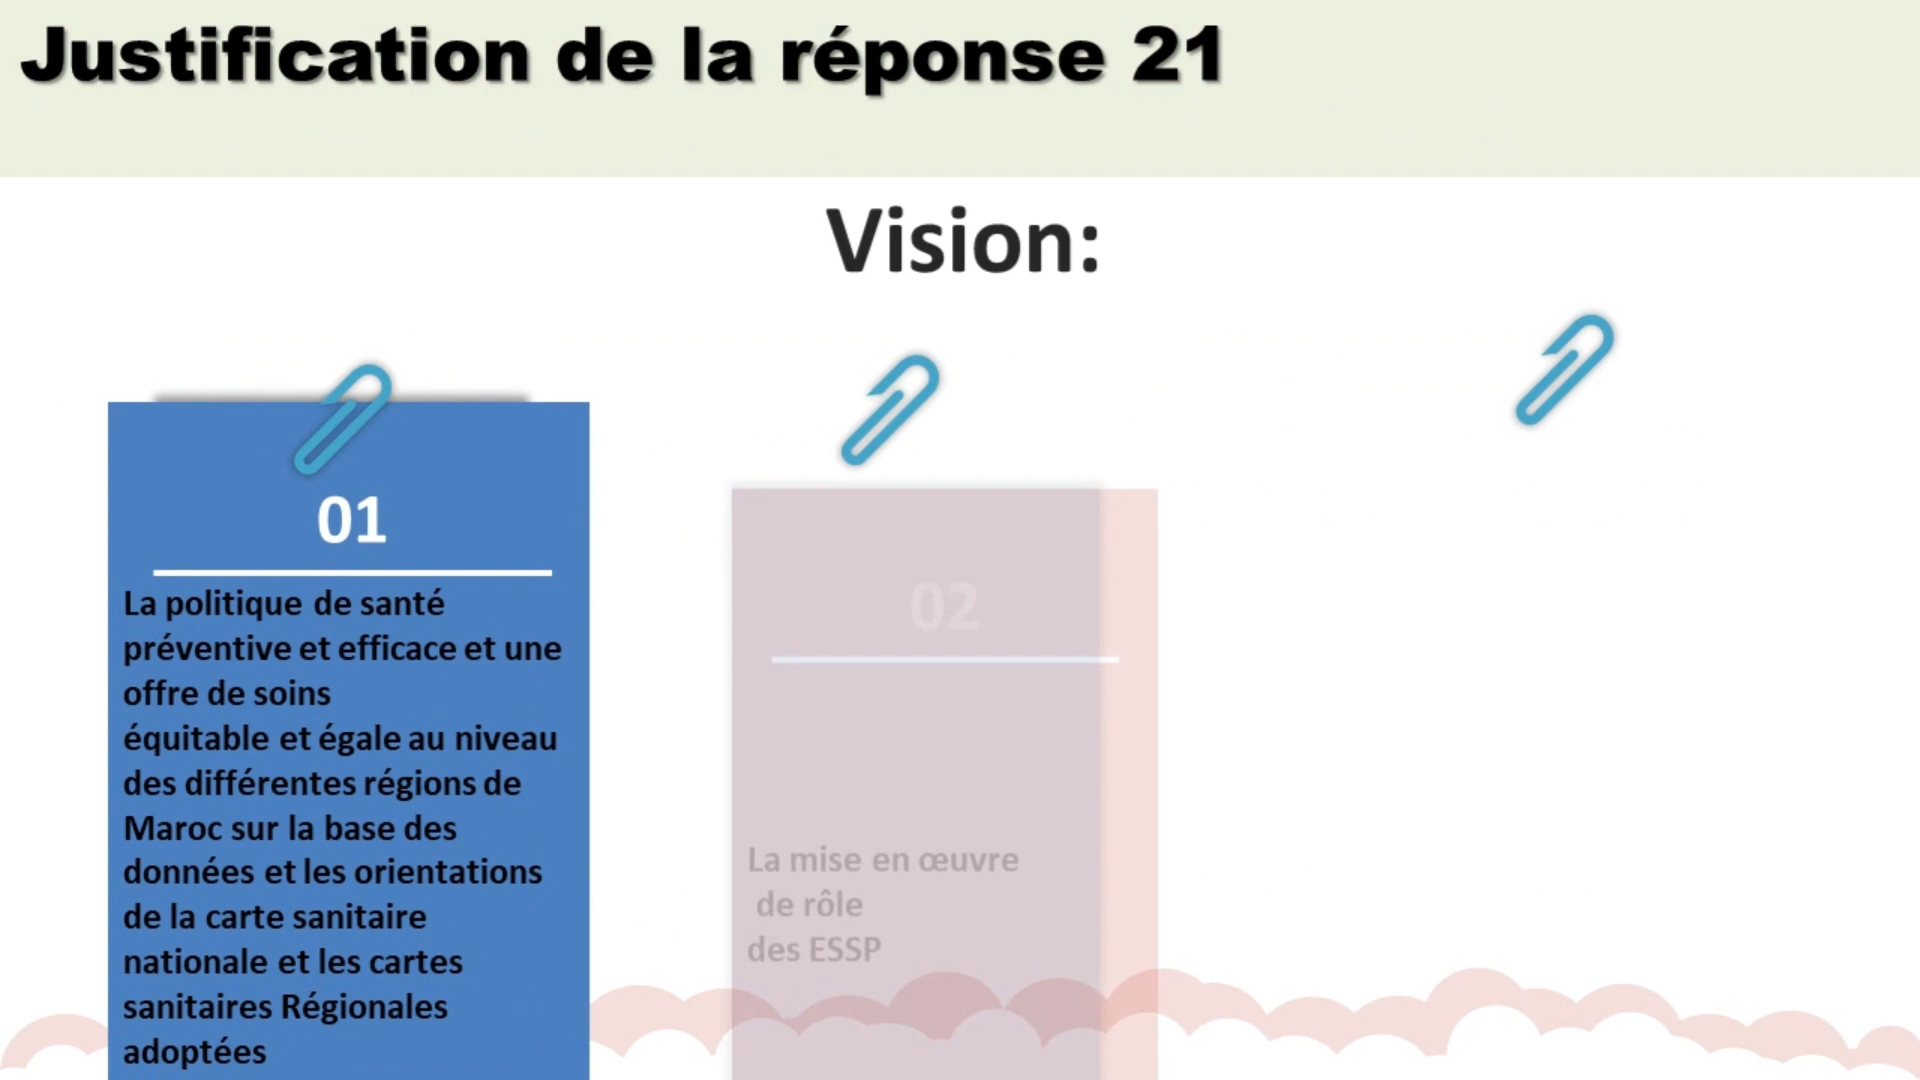 Justification de la réponse 21
Vision:
01
La politique de santé
préventive et efficace et une
offre de soins
équitable et égale au niveau
des différentes régions de
Maroc sur la base des
données et les orientations
de la carte sanitaire
nationale et les cartes
sanitaires Régionales
adoptées
02
La mise en œuvre
de rôle
des ESSP